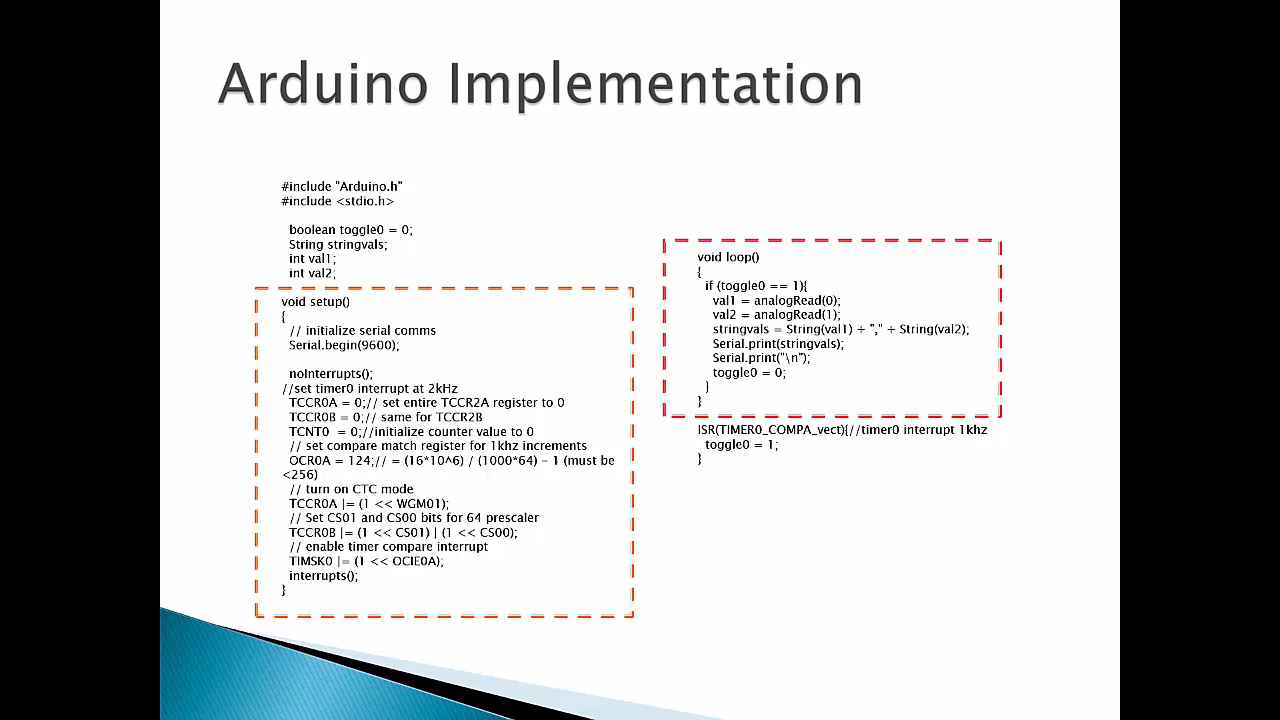 Arduino Implementation
#include "Arduino.h"
#include <stdio.h>
boolean toggle0 = 0;
String stringvals;
int val1;
int val2;
void setup()
{
// initialize serial comms
Serial.begin(9600);
noInterrupts();
//set timer0 interrupt at 2kHz
TCCR0A = 0;// set entire TCCR2A register to 0
TCCR0B = 0;// same for TCCR2B
TCNT0  = 0;//initialize counter value to 0
// set compare match register for 1khz increments
OCR0A = 124;// = (16*10^6) / (1000*64) - 1 (must be
<256)
// turn on CTC mode
TCCR0A |= (1 << WGM01);
// Set CS01 and CS00 bits for 64 prescaler
TCCR0B |= (1 << CS01) | (1 << CS00);
// enable timer compare interrupt
TIMSK0 |= (1 << OCIE0A);
interrupts();
}
void loop()
{
if (toggle0 == 1){
val1 = analogRead(0);
val2 = analogRead(1);
stringvals = String(val1) + "," + String(val2);
Serial.print(stringvals);
Serial.print("\n");
toggle0 = 0;
}
}
ISR(TIMER0_COMPA_vect){//timer0 interrupt 1khz
toggle0 = 1;
}